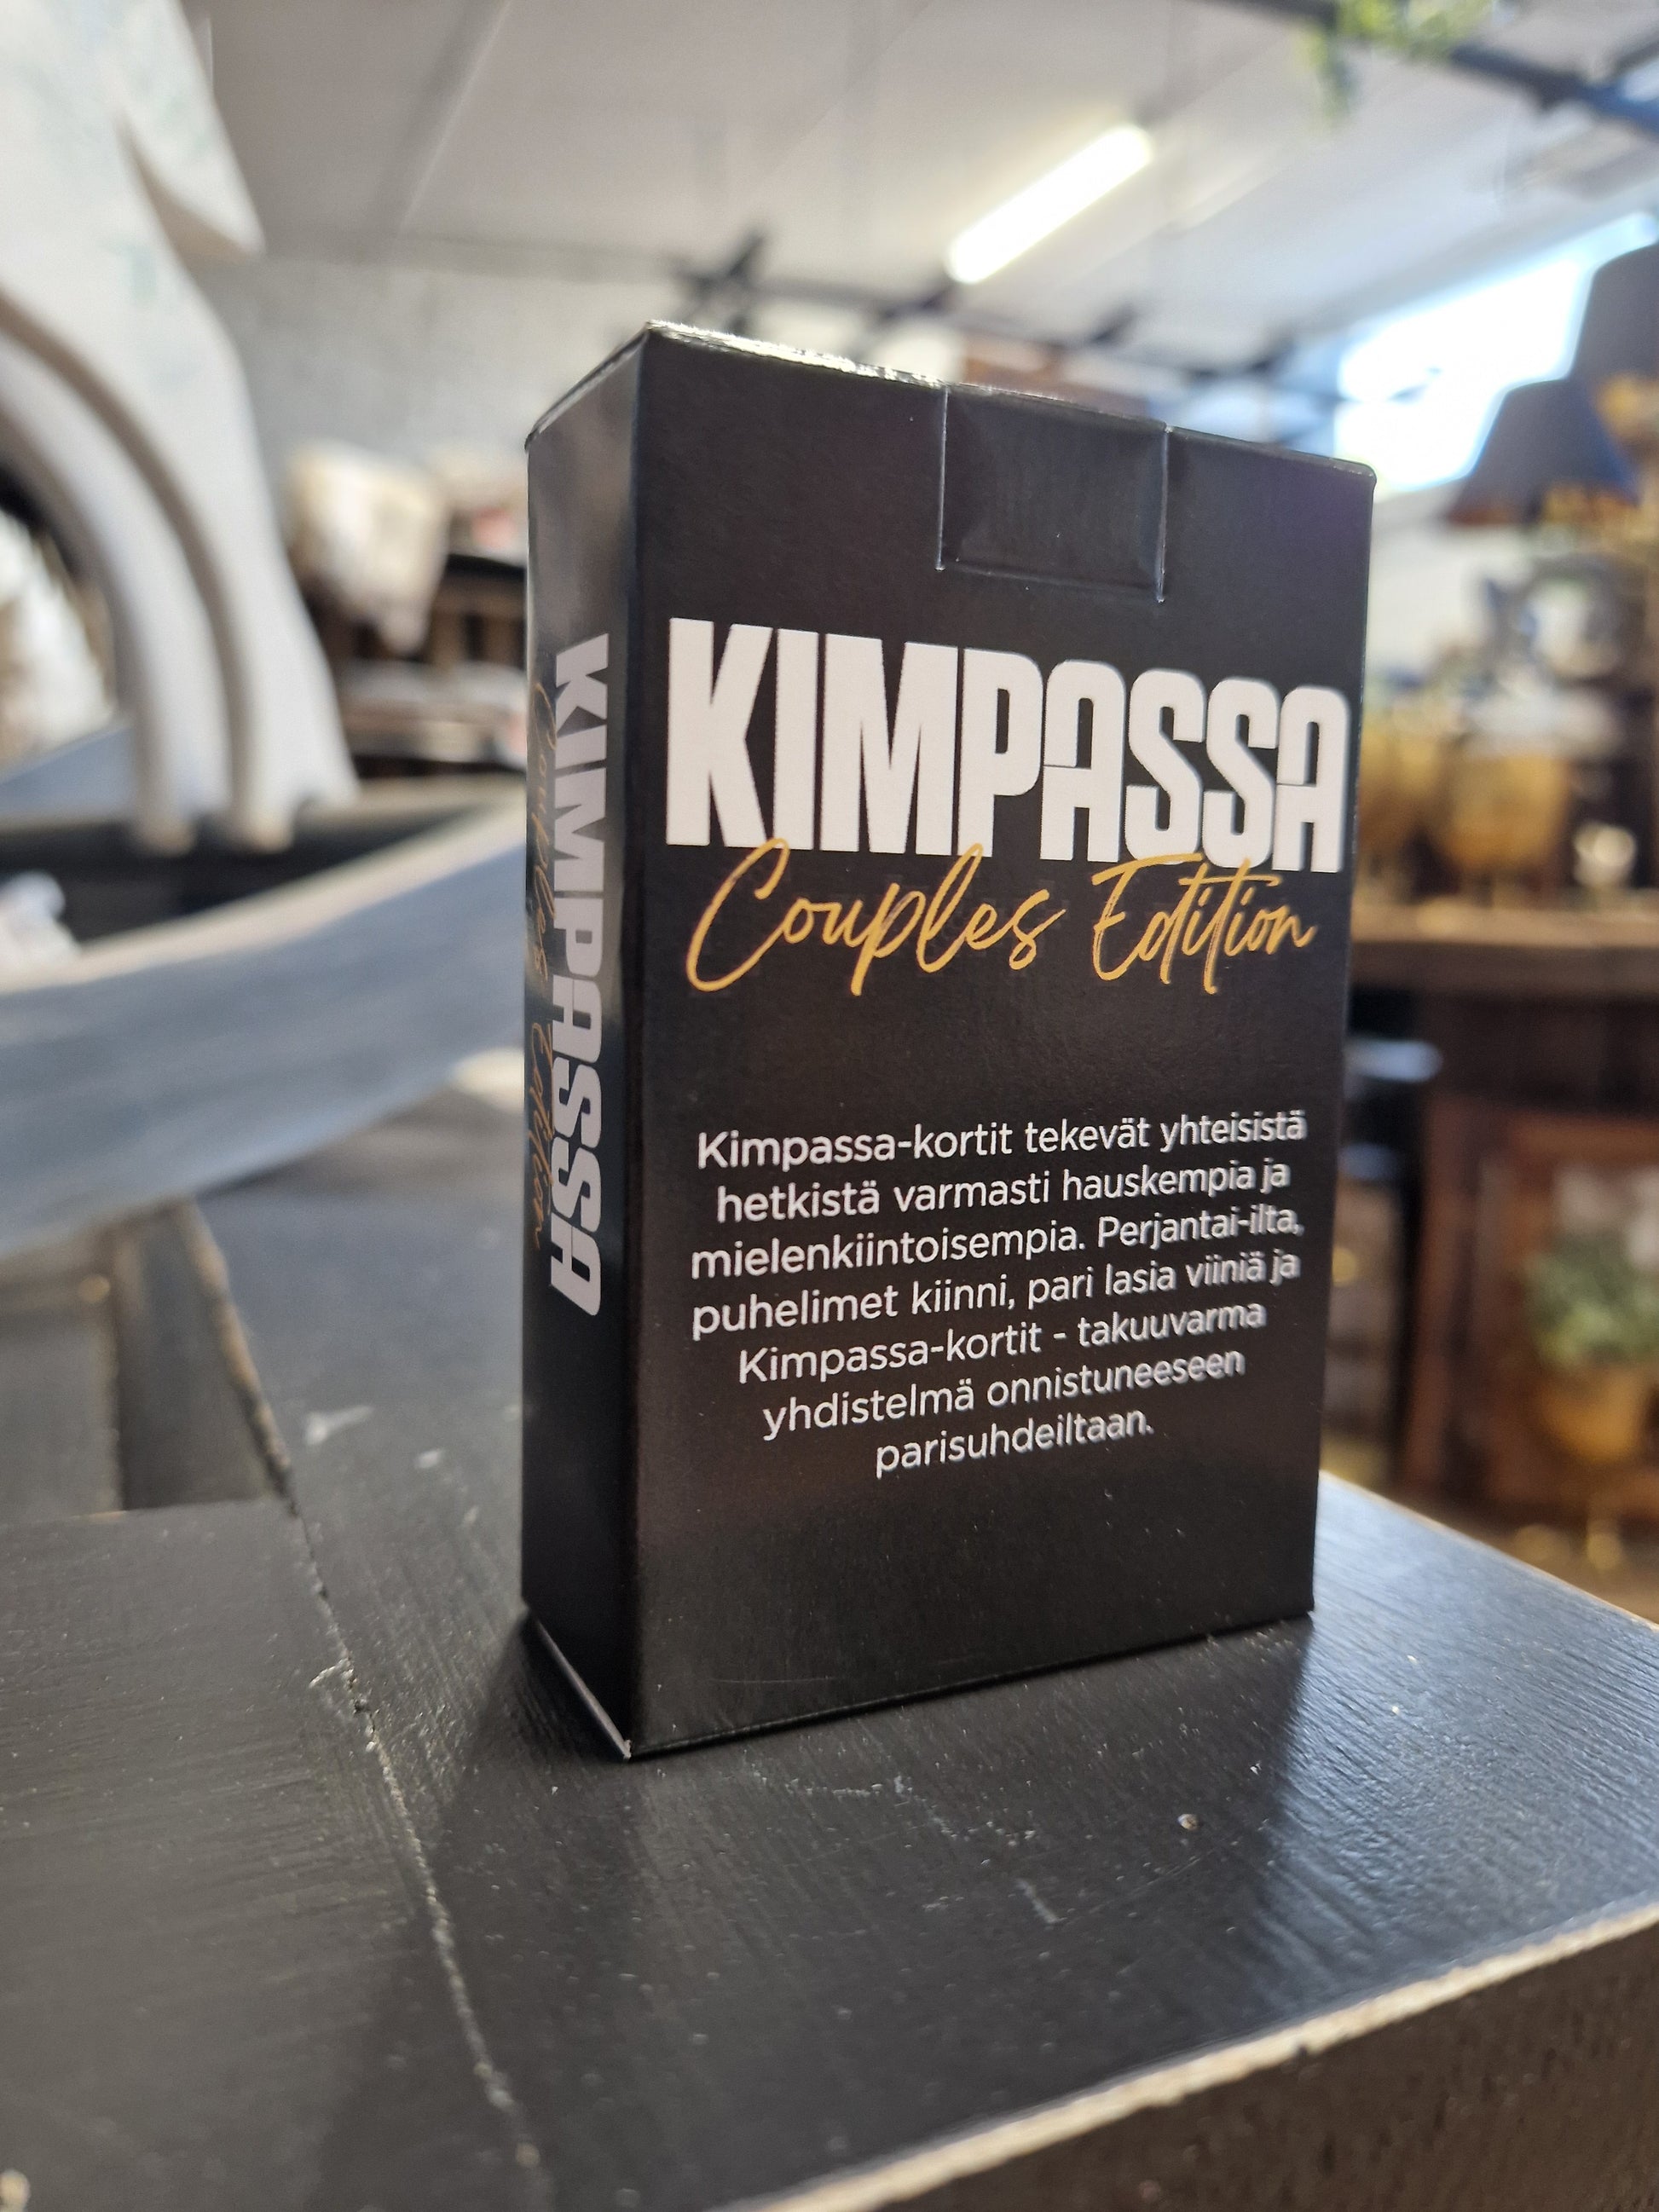 KIMPASSA
Couples Edition
KIMPASSA
Couples Edition
Kimpassa-kortit tekevät yhteisistä
hetkistä varmasti hauskempia ja
mielenkiintoisempia. Perjantai-ilta,
puhelimet kiinni, pari lasia viiniä ja
Kimpassa-kortit - takuuvarma
yhdistelmä onnistuneeseen
parisuhdeiltaan.